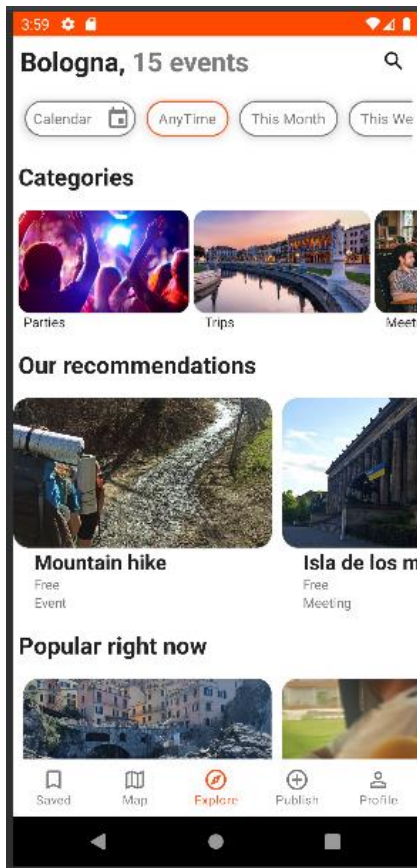 3:59
Bologna, 15 events
Calendar AnyTime This Month This We
Categories
Parties Trips Meeti
Our recommendations
Mountain hike Isla de los m
Free Free
Event Meeting
Popular right now
Saved Map Explore Publish Profile